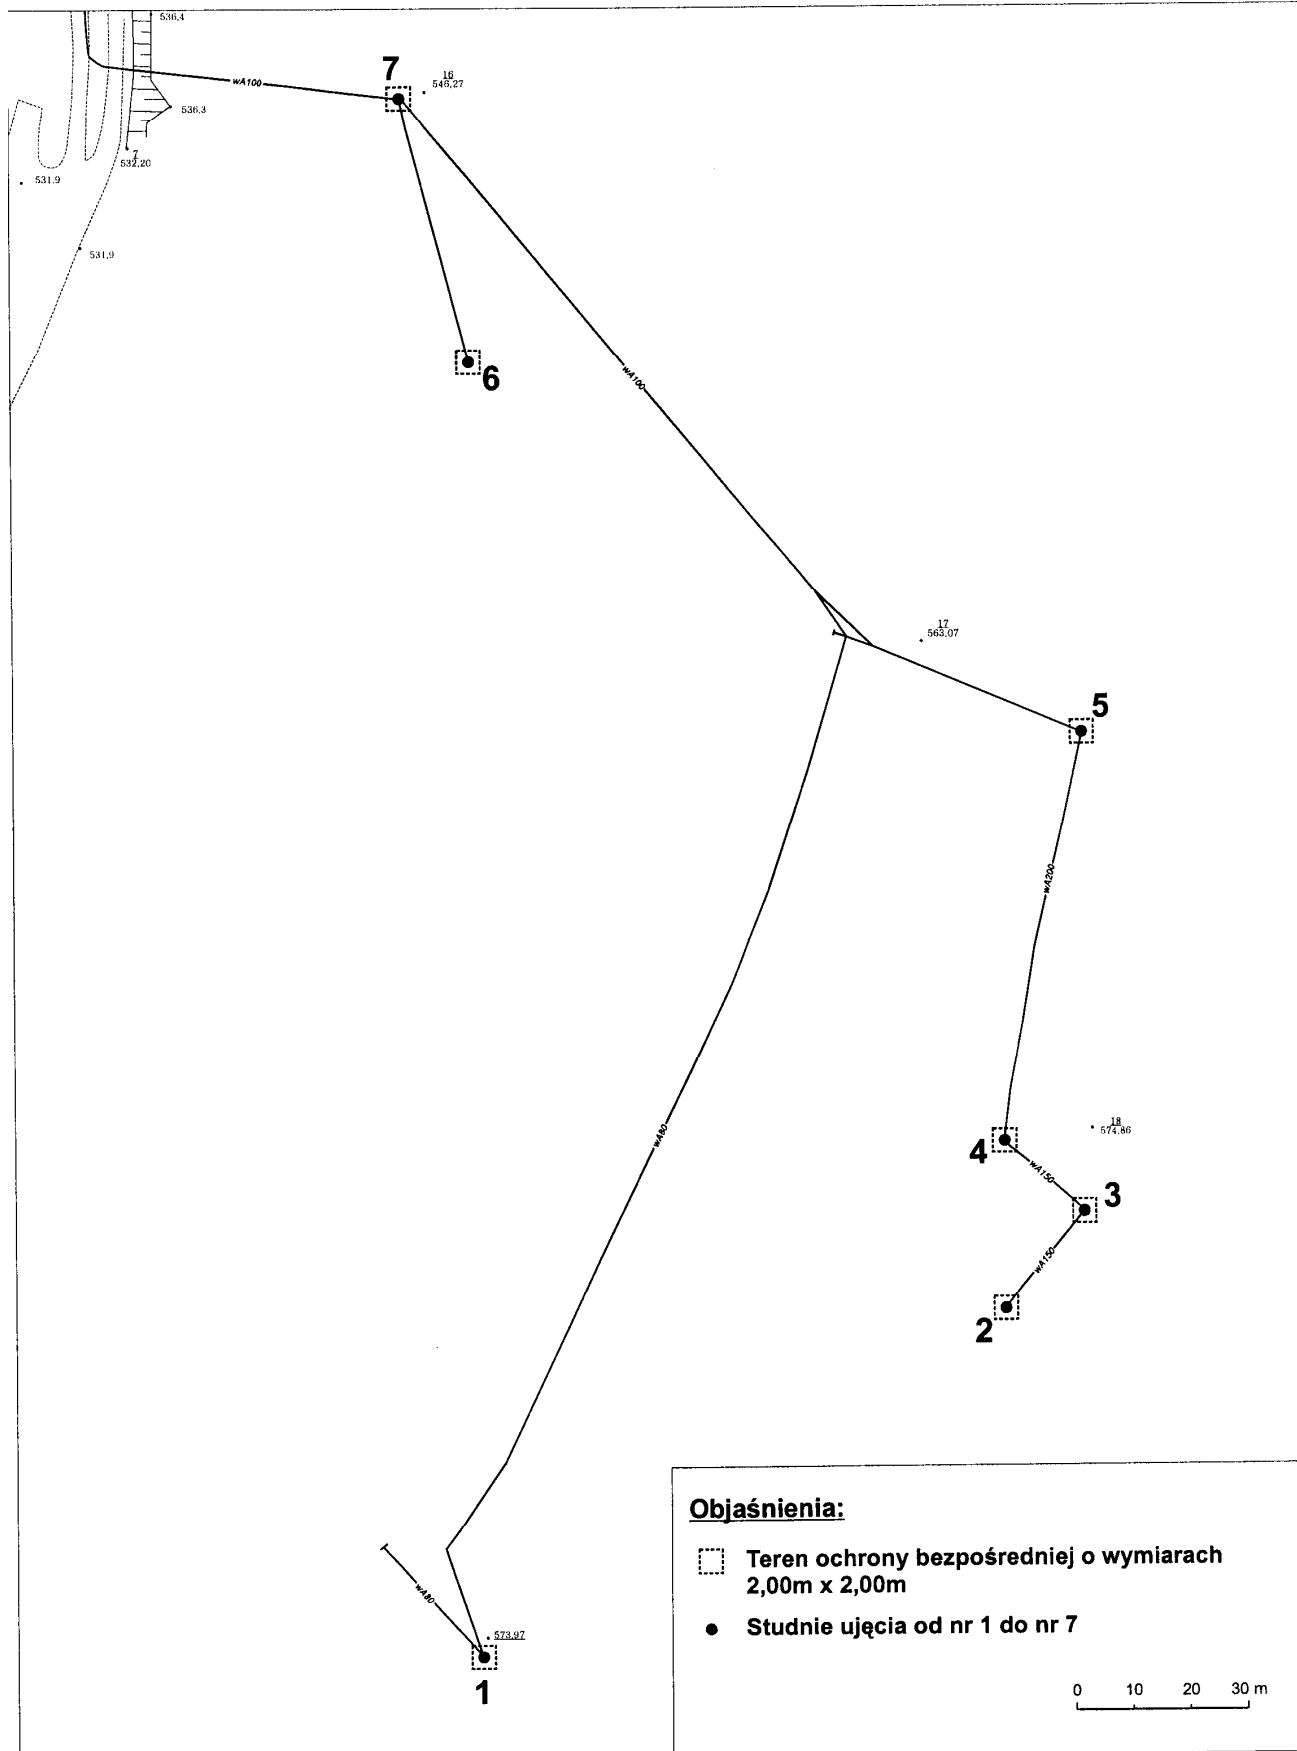 536,4
7
16
546,27
wA100
536,3
7
532,20
531,9
531,9
6
wA100
17
563,07
5
wA200
18
574,86
4
wA150
3
wA80
wA150
2
Objaśnienia:
Teren ochrony bezpośredniej o wymiarach
2,00m x 2,00m
wA80
Studnie ujęcia od nr 1 do nr 7
573,97
1
0 10 20 30 m